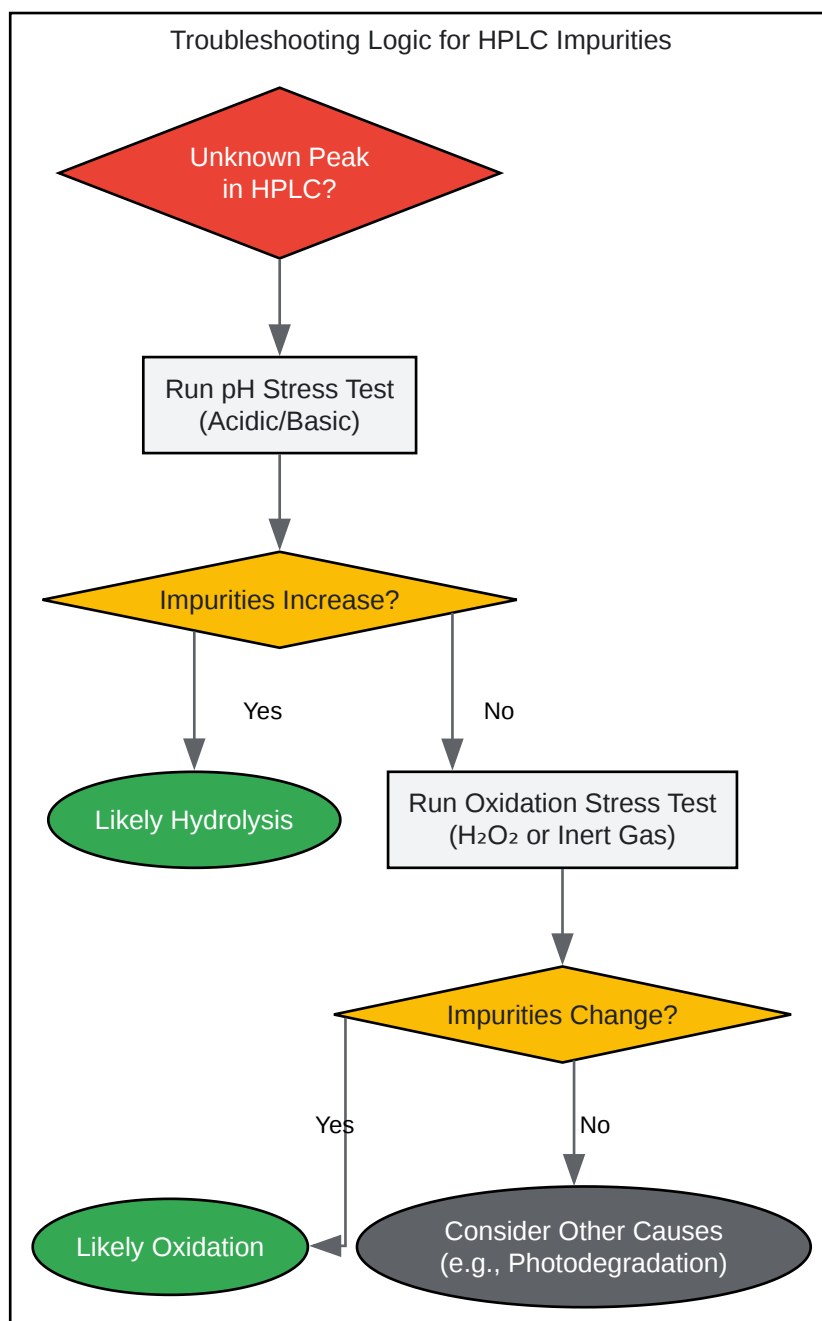 Troubleshooting Logic for HPLC Impurities
Unknown Peak
in HPLC?
Run pH Stress Test
(Acidic/Basic)
Impurities Increase?
Yes
No
Likely Hydrolysis
Run Oxidation Stress Test
(H₂O₂ or Inert Gas)
Impurities Change?
Yes
No
Likely Oxidation
Consider Other Causes
(e.g., Photodegradation)